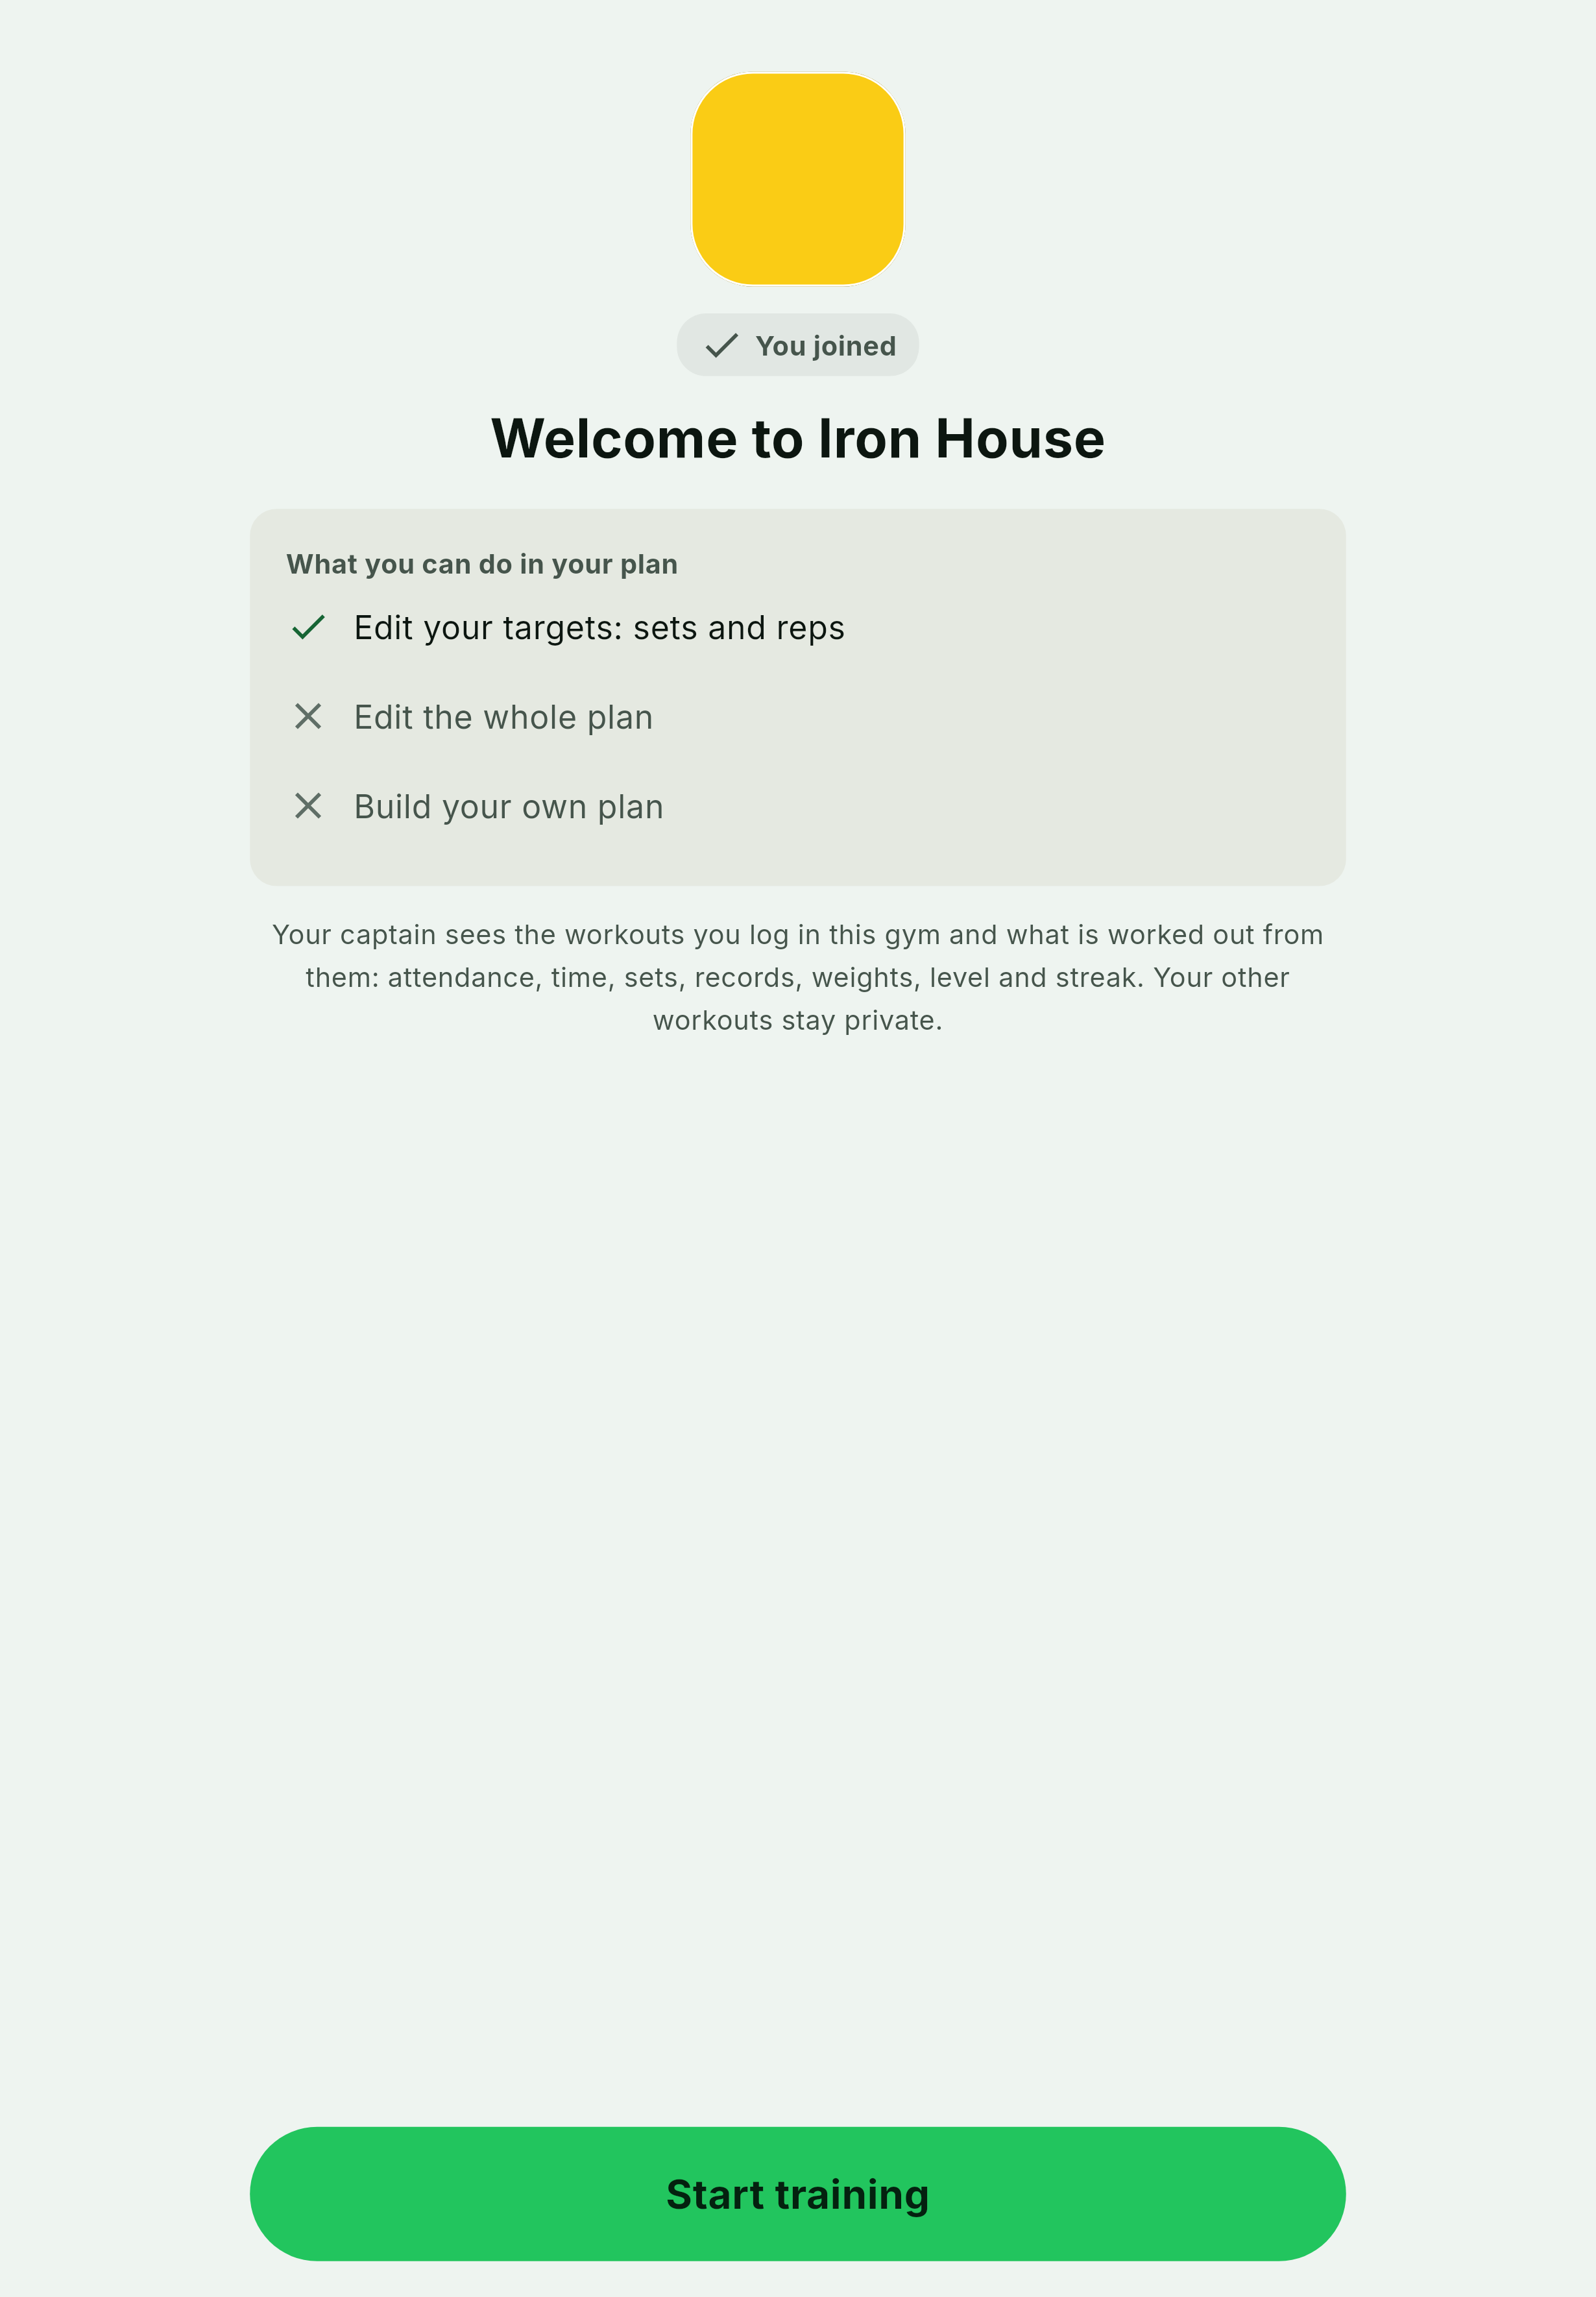 You joined
Welcome to Iron House
What you can do in your plan
Edit your targets: sets and reps
Edit the whole plan
Build your own plan
Your captain sees the workouts you log in this gym and what is worked out from
them: attendance, time, sets, records, weights, level and streak. Your other
workouts stay private.
Start training